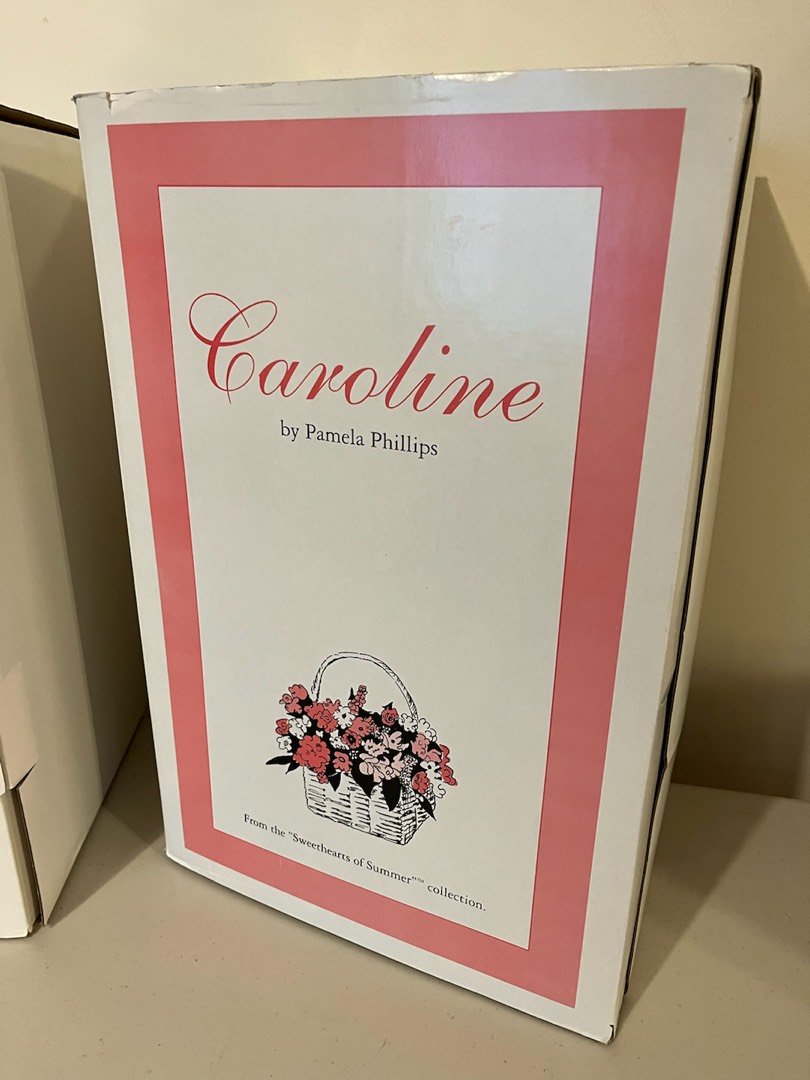 Caroline
by Pamela Phillips
From the "Sweethearts of Summer"™ collection.